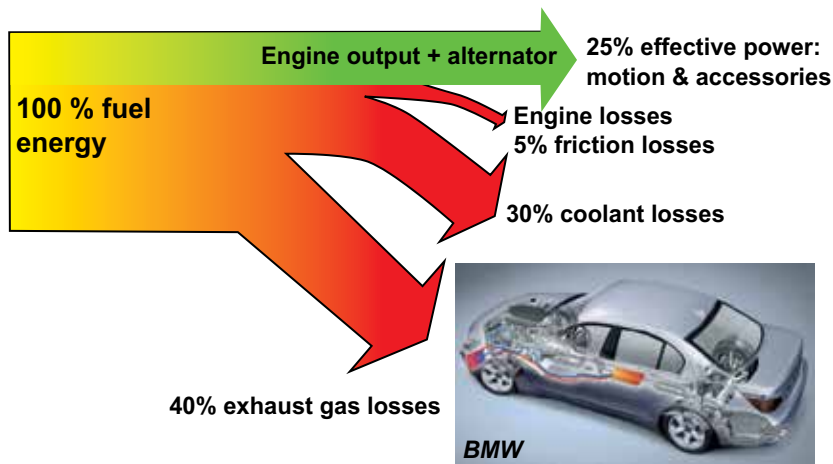 Engine output + alternator
25% effective power:
motion & accessories
100 % fuel
energy
Engine losses
5% friction losses
30% coolant losses
40% exhaust gas losses
BMW